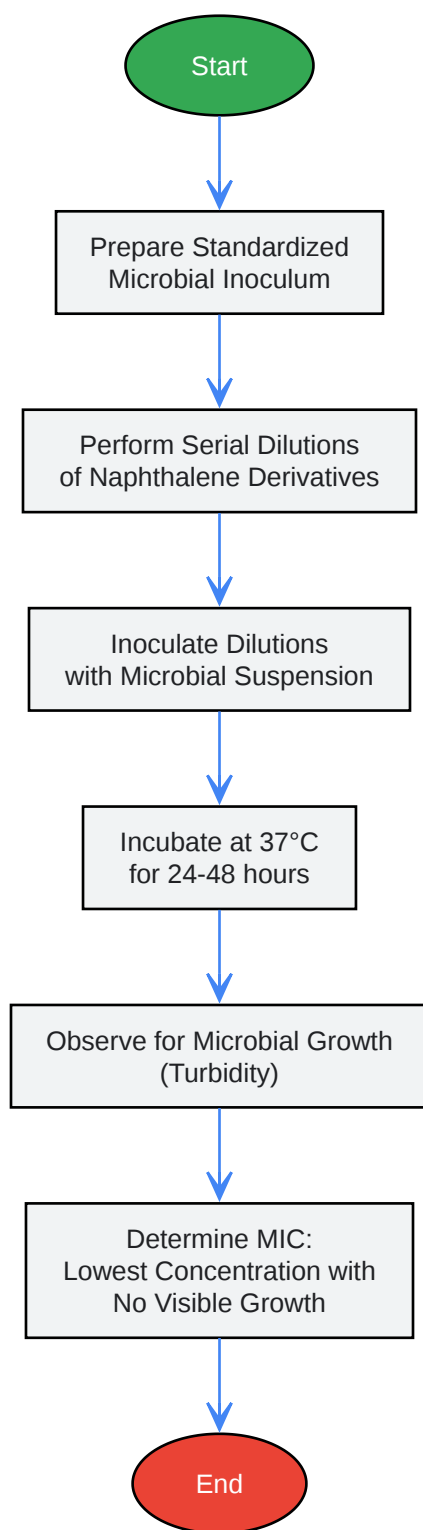 Start
Prepare Standardized
Microbial Inoculum
Perform Serial Dilutions
of Naphthalene Derivatives
Inoculate Dilutions
with Microbial Suspension
Incubate at 37°C
for 24-48 hours
Observe for Microbial Growth
(Turbidity)
Determine MIC:
Lowest Concentration with
No Visible Growth
End